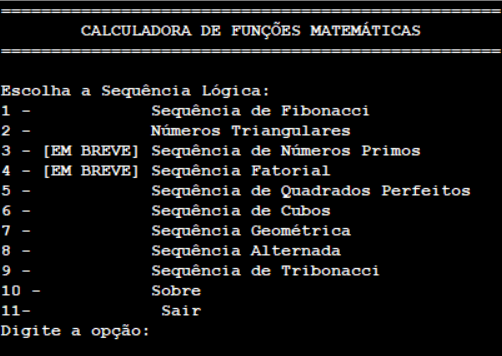 ==================================================
CALCULADORA DE FUNÇÕES MATEMÁTICAS
==================================================
Escolha a Sequência Lógica:
1 -            Sequência de Fibonacci
2 -            Números Triangulares
3 - [EM BREVE] Sequência de Números Primos
4 - [EM BREVE] Sequência Fatorial
5 -            Sequência de Quadrados Perfeitos
6 -            Sequência de Cubos
7 -            Sequência Geométrica
8 -            Sequência Alternada
9 -            Sequência de Tribonacci
10 -           Sobre
11-             Sair
Digite a opção: